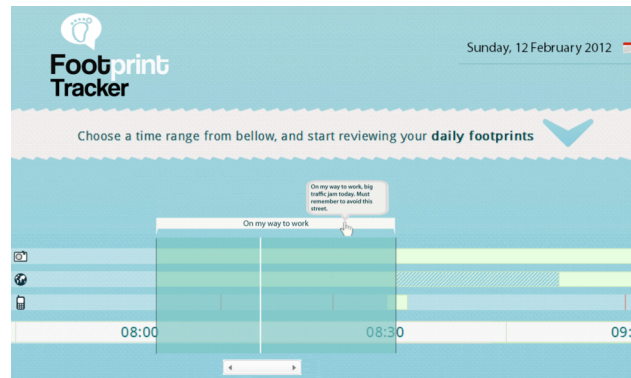 Footprint
Tracker
Sunday, 12 February 2012
Choose a time range from bellow, and start reviewing your daily footprints
On my way to work, big
traffic jam today. Must
remember to avoid this
street.
On my way to work
08:00 08:30 09: